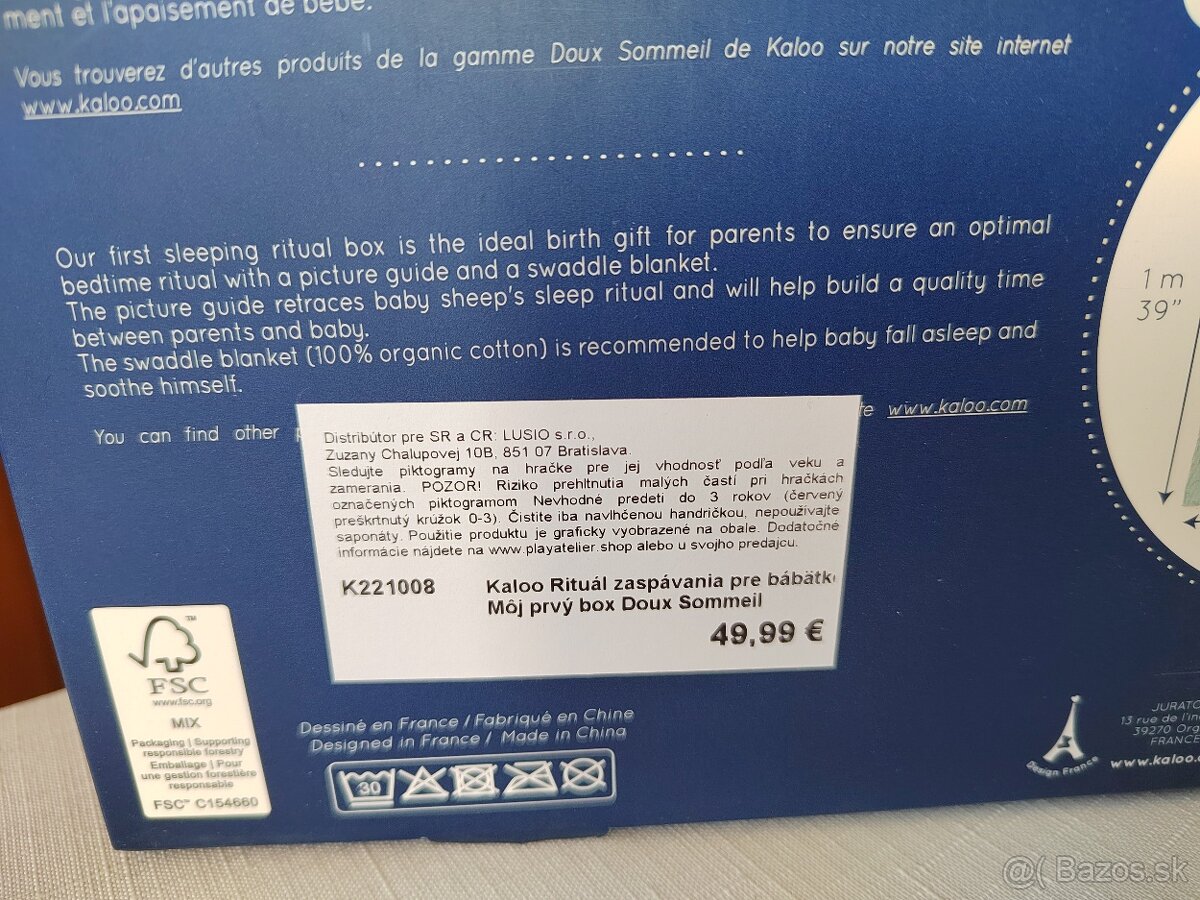 ment et l'apaisement de bébé.
Vous trouverez d'autres produits de la gamme Doux Sommeil de Kaloo sur notre site internet
www.kaloo.com
Our first sleeping ritual box is the ideal birth gift for parents to ensure an optimal
bedtime ritual with a picture guide and a swaddle blanket.
The picture guide retraces baby sheep's sleep ritual and will help build a quality time
between parents and baby.
The swaddle blanket (100% organic cotton) is recommended to help baby fall asleep and
soothe himself.
You can find other www.kaloo.com
1 m
39"
Distribútor pre SR a CR: LUSIO s.r.o.,
Zuzany Chalupovej 10B, 851 07 Bratislava.
Sledujte piktogramy na hračke pre jej vhodnosť podľa veku a
zamerania. POZOR! Riziko prehltnutia malých častí pri hračkách
označených piktogramom Nevhodné predeti do 3 rokov (červený
preškrtnutý krúžok 0-3). Čistite iba navlhčenou handričkou, nepoužívajte
saponáty. Použitie produktu je graficky vyobrazené na obale. Dodatočné
informácie nájdete na www.playatelier.shop alebo u svojho predajcu.
K221008 Kaloo Rituál zaspávania pre bábätk
Môj prvý box Doux Sommeil
49,99 €
FSC
www.fsc.org
MIX
Packaging | Supporting
responsible forestry
Emballage | Pour
une gestion forestière
responsable
FSC™ C154660
Dessiné en France / Fabriqué en Chine
Designed in France / Made in China
30
Design France
JURATO
13 rue de l'in
39270 Org
FRANCE
www.kaloo.
@( Bazos.sk